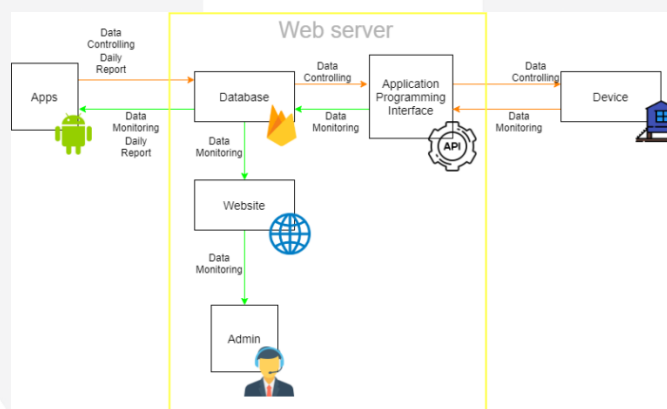 Web server
Data
Controlling
Daily
Report
Apps
Data
Monitoring
Daily
Report
Database
Data
Controlling
Data
Monitoring
Application
Programming
Interface
API
Data
Controlling
Data
Monitoring
Device
Data
Monitoring
Website
Data
Monitoring
Admin